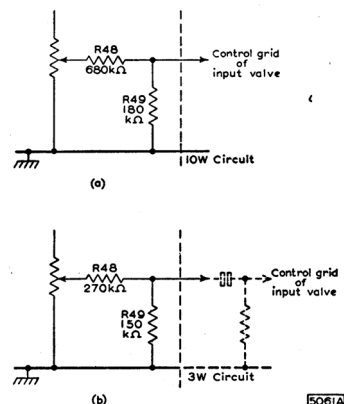 R48
680kΩ
Control grid
of
input valve
R49
180
kΩ
10W Circuit
(a)
R48
270kΩ
Control grid
of
input valve
R49
150
kΩ
3W Circuit
(b)
5061A